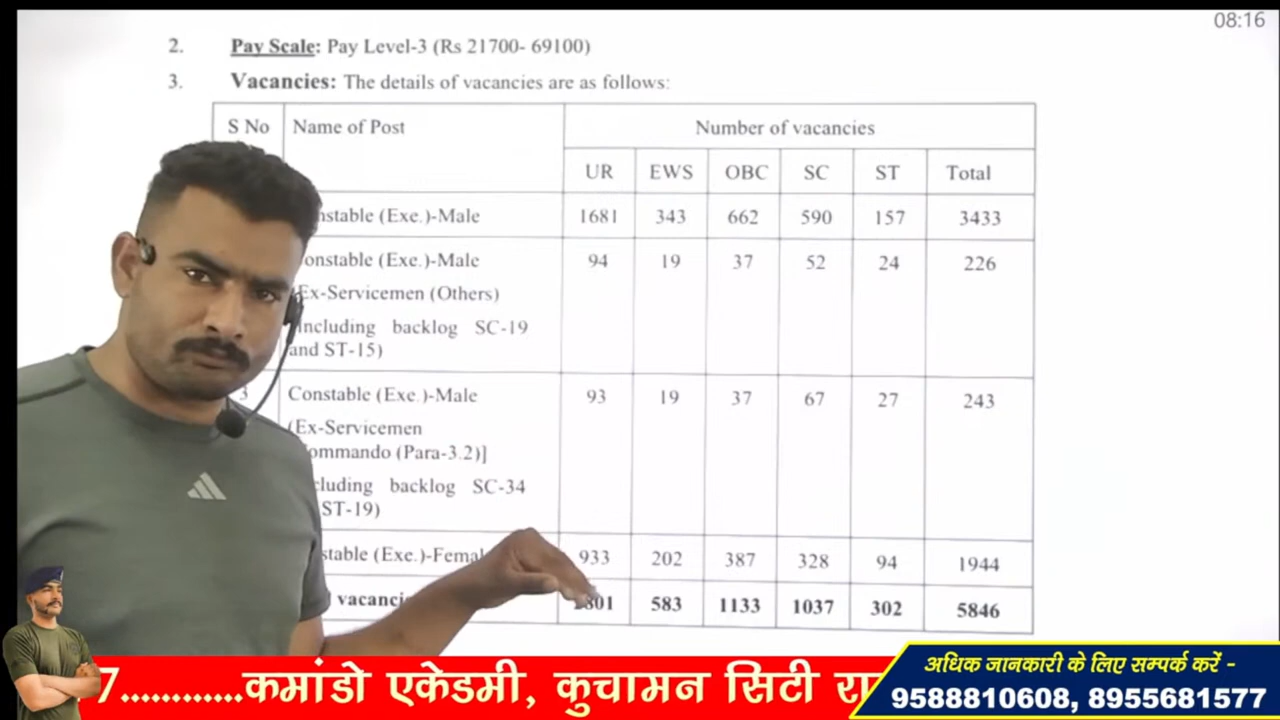 08:16
2. Pay Scale: Pay Level-3 (Rs 21700- 69100)
3. Vacancies: The details of vacancies are as follows:
S No Name of Post Number of vacancies
UR EWS OBC SC ST Total
nstable (Exe.)-Male 1681 343 662 590 157 3433
onstable (Exe.)-Male 94 19 37 52 24 226
Ex-Servicemen (Others)
ncluding backlog SC-19
and ST-15)
3 Constable (Exe.)-Male 93 19 37 67 27 243
(Ex-Servicemen
ommando (Para-3.2)]
cluding backlog SC-34
ST-19)
stable (Exe.)-Femal 933 202 387 328 94 1944
vacanci 801 583 1133 1037 302 5846
7............कमांडो एकेडमी, कुचामन सिटी रा
अधिक जानकारी के लिए सम्पर्क करें -
9588810608, 8955681577